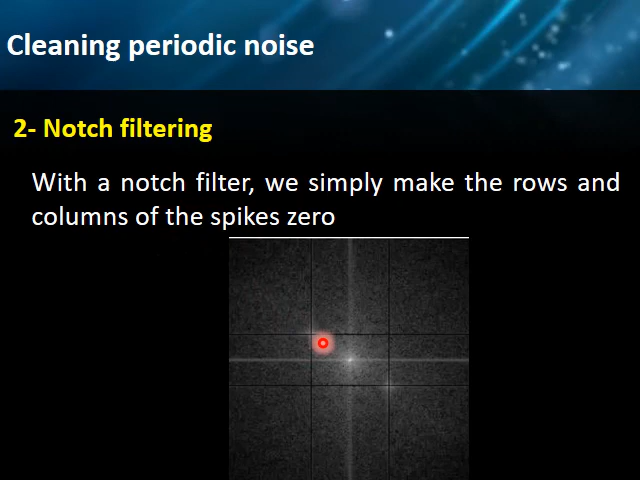 Cleaning periodic noise
2- Notch filtering
With a notch filter, we simply make the rows and
columns of the spikes zero